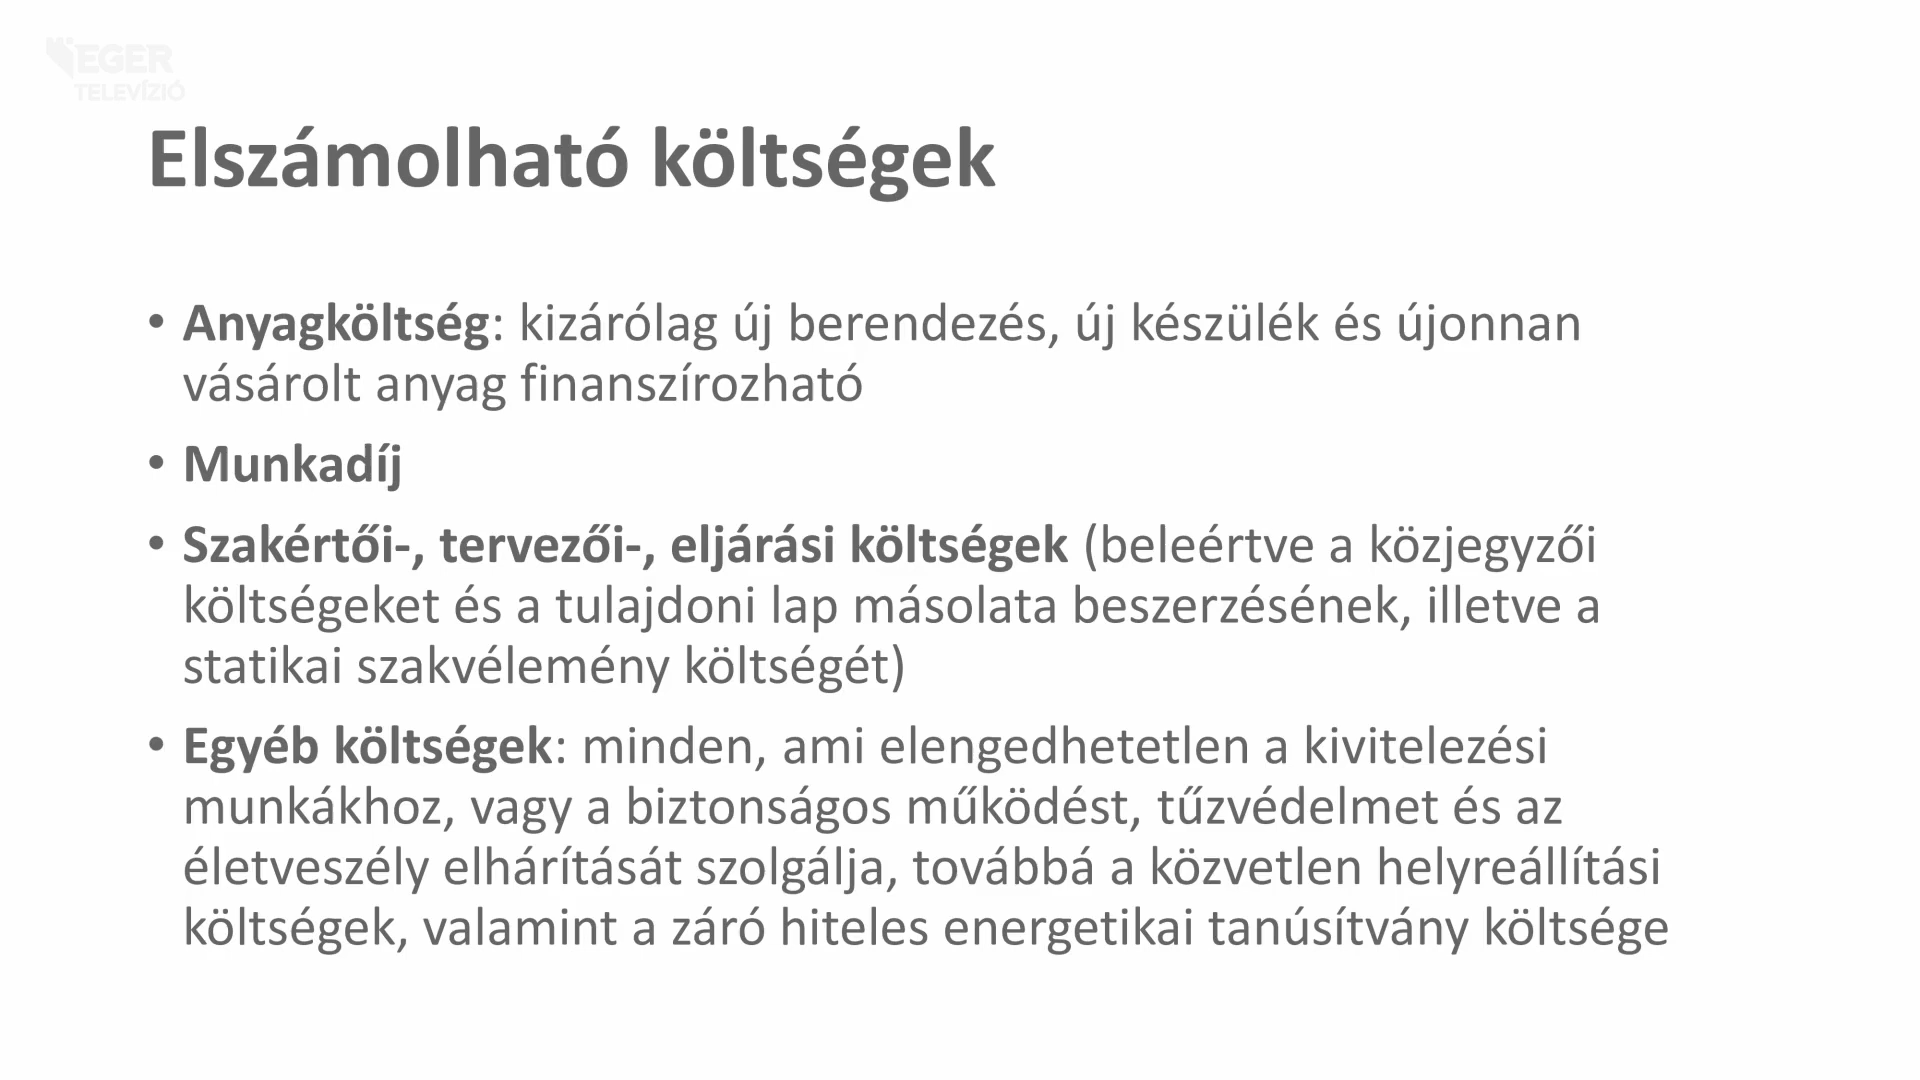 EGER
TELEVÍZIÓ
Elszámolható költségek
• Anyagköltség: kizárólag új berendezés, új készülék és újonnan
vásárolt anyag finanszírozható
• Munkadíj
• Szakértői-, tervezői-, eljárási költségek (beleértve a közjegyzői
költségeket és a tulajdoni lap másolata beszerzésének, illetve a
statikai szakvélemény költségét)
• Egyéb költségek: minden, ami elengedhetetlen a kivitelezési
munkákhoz, vagy a biztonságos működést, tűzvédelmet és az
életveszély elhárítását szolgálja, továbbá a közvetlen helyreállítási
költségek, valamint a záró hiteles energetikai tanúsítvány költsége